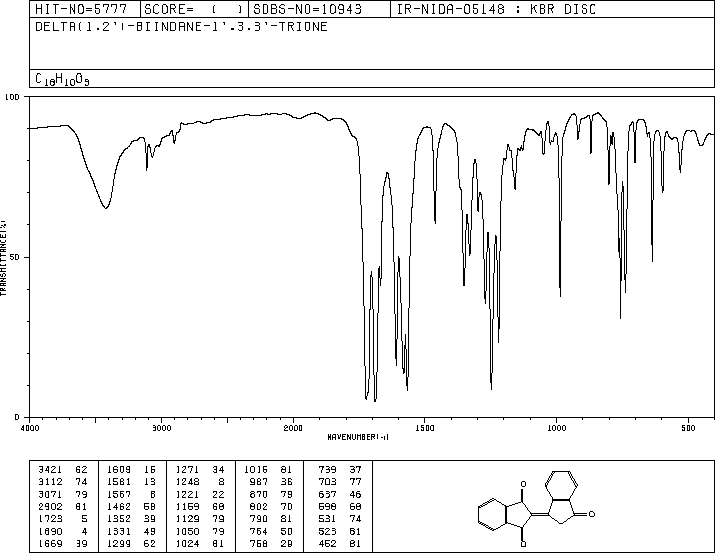 HIT-NO=5777 SCORE= ( ) SDBS-NO=10943 IR-NIDA-05148 : KBR DISC
DELTA(1.2')-BIINDANE-1'.3.3'-TRIONE
C18H10O3
100
50
0
TRANSMITTANCE(%)
4000 3000 2000 1500 1000 500
WAVENUMBER(-1)
3421 62 1609 15 1271 34 1015 81 739 37
3112 74 1581 13 1248 8 987 36 703 77
3071 79 1567 8 1221 22 870 79 637 46
2902 81 1462 58 1159 68 802 70 598 68
1723 5 1352 39 1129 79 790 81 531 74
1690 4 1331 49 1050 79 764 50 523 81
1669 39 1299 62 1024 81 758 29 452 81
O O O